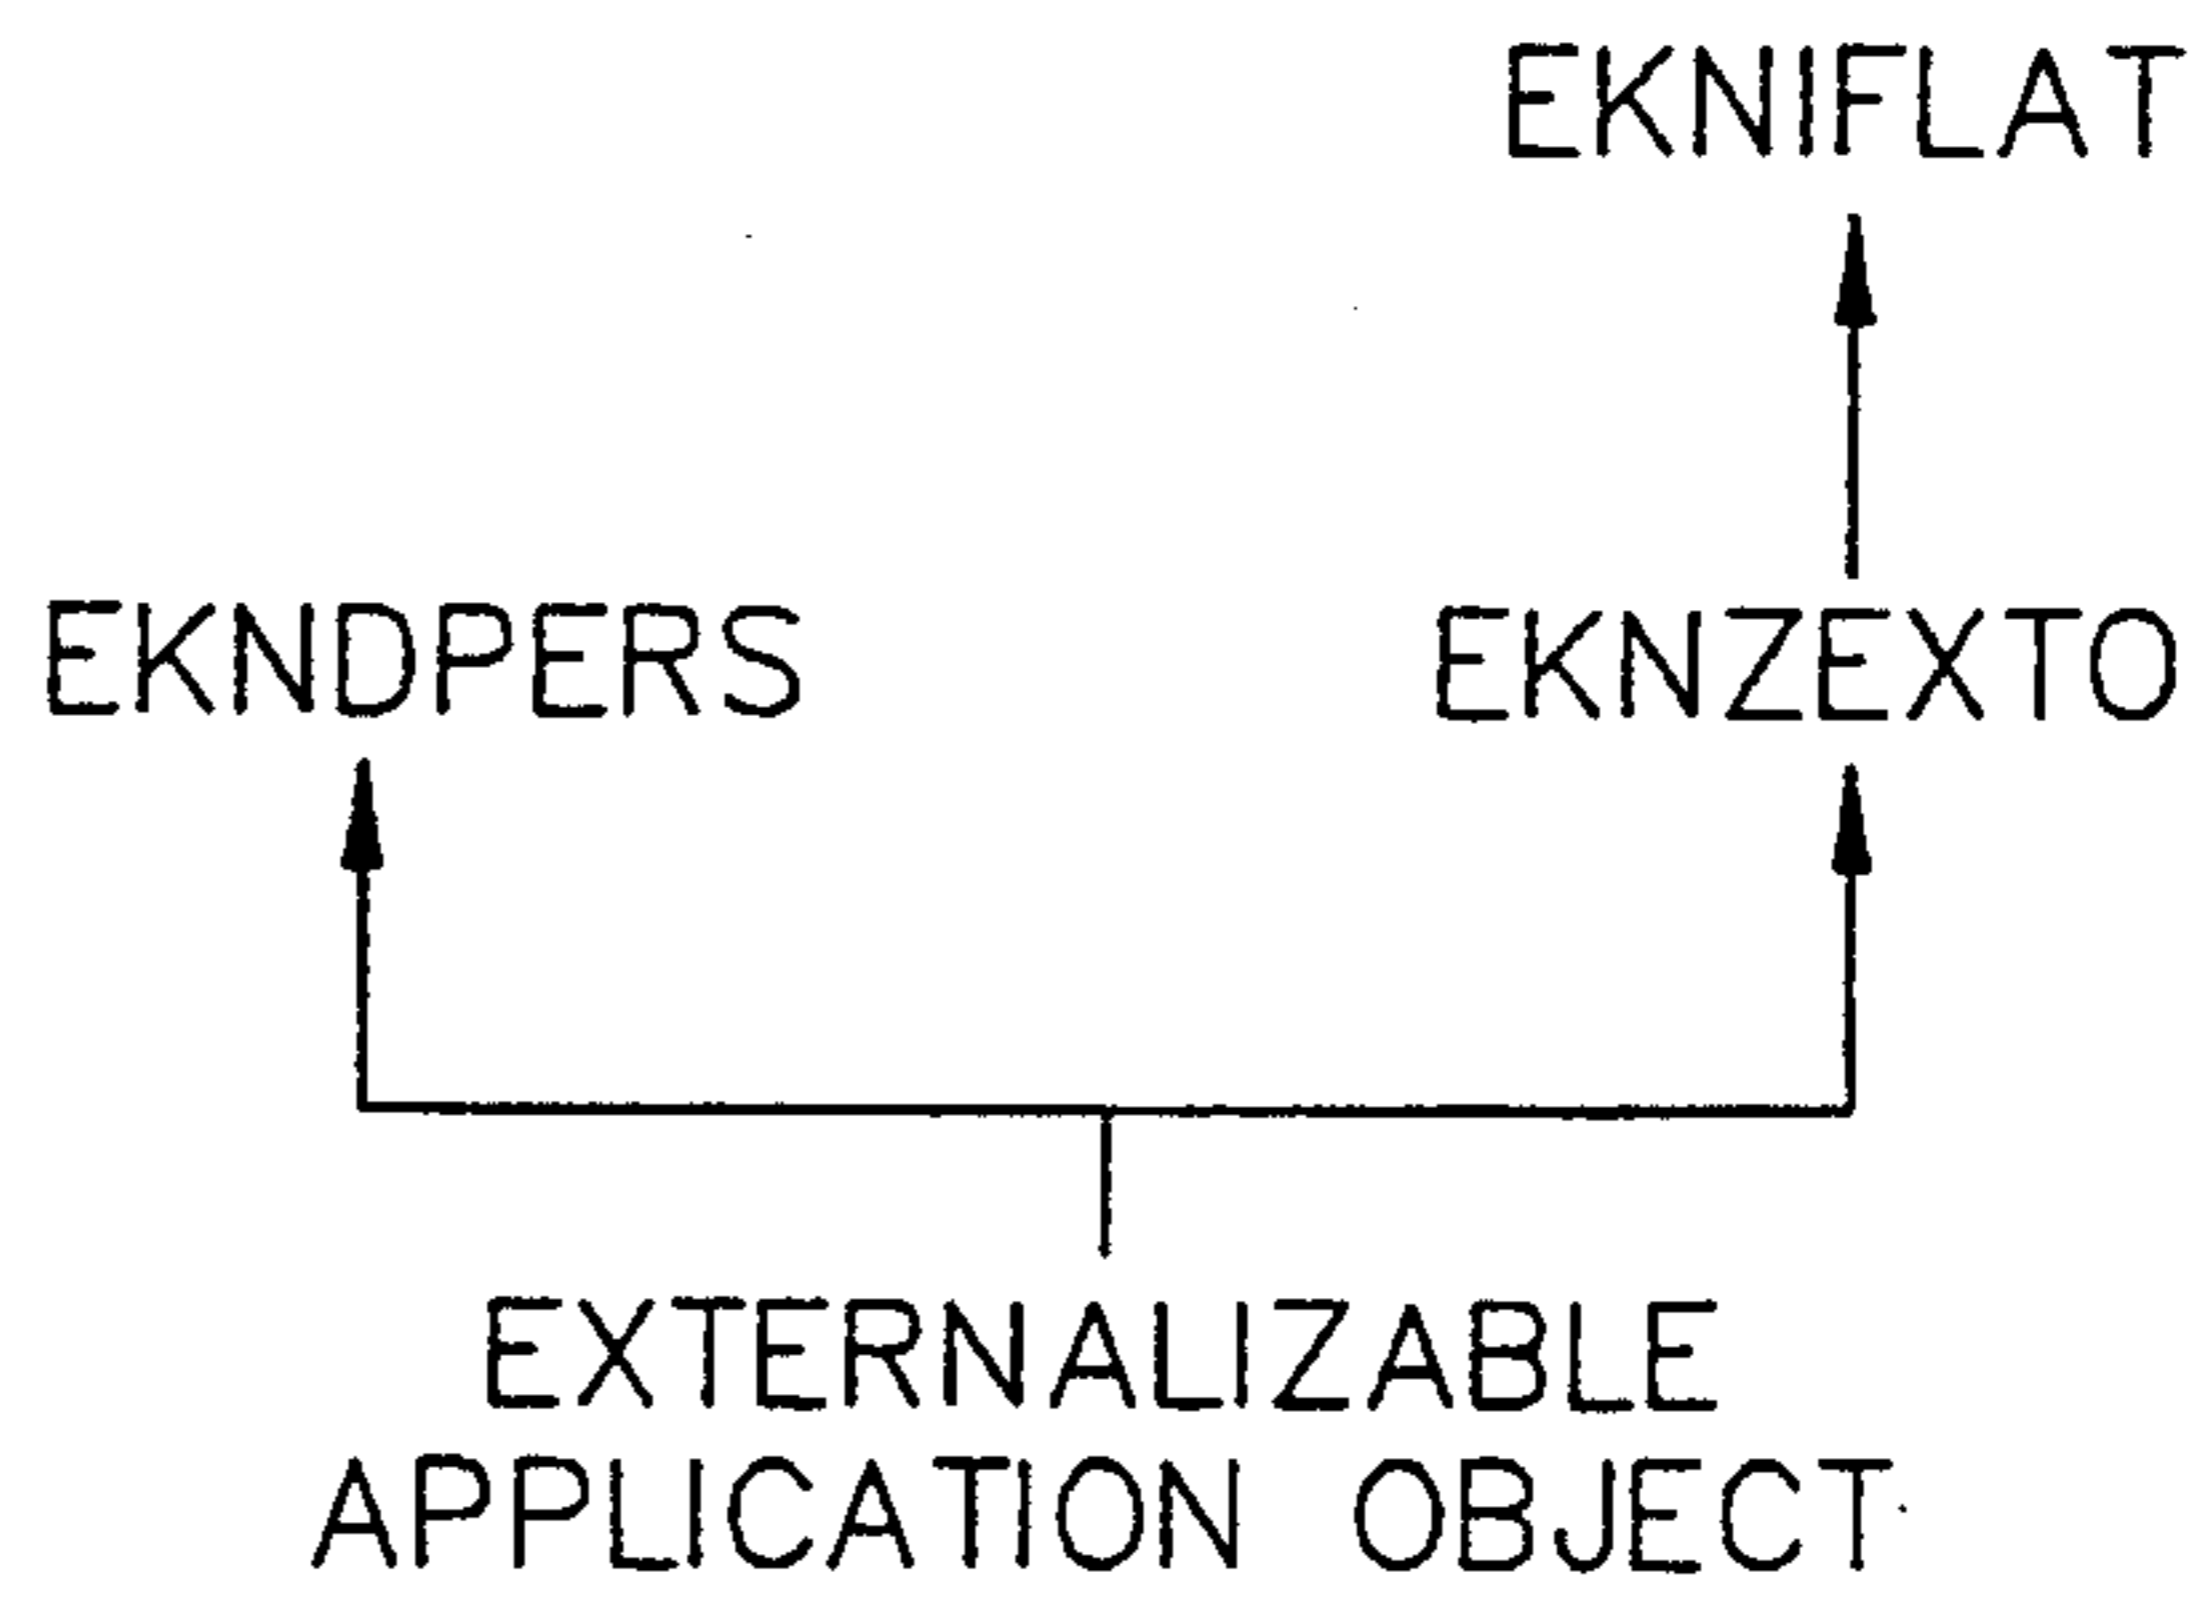 EKNIFLAT
EKNDPERS
EKNZEXTO
EXTERNALIZABLE
APPLICATION OBJECT